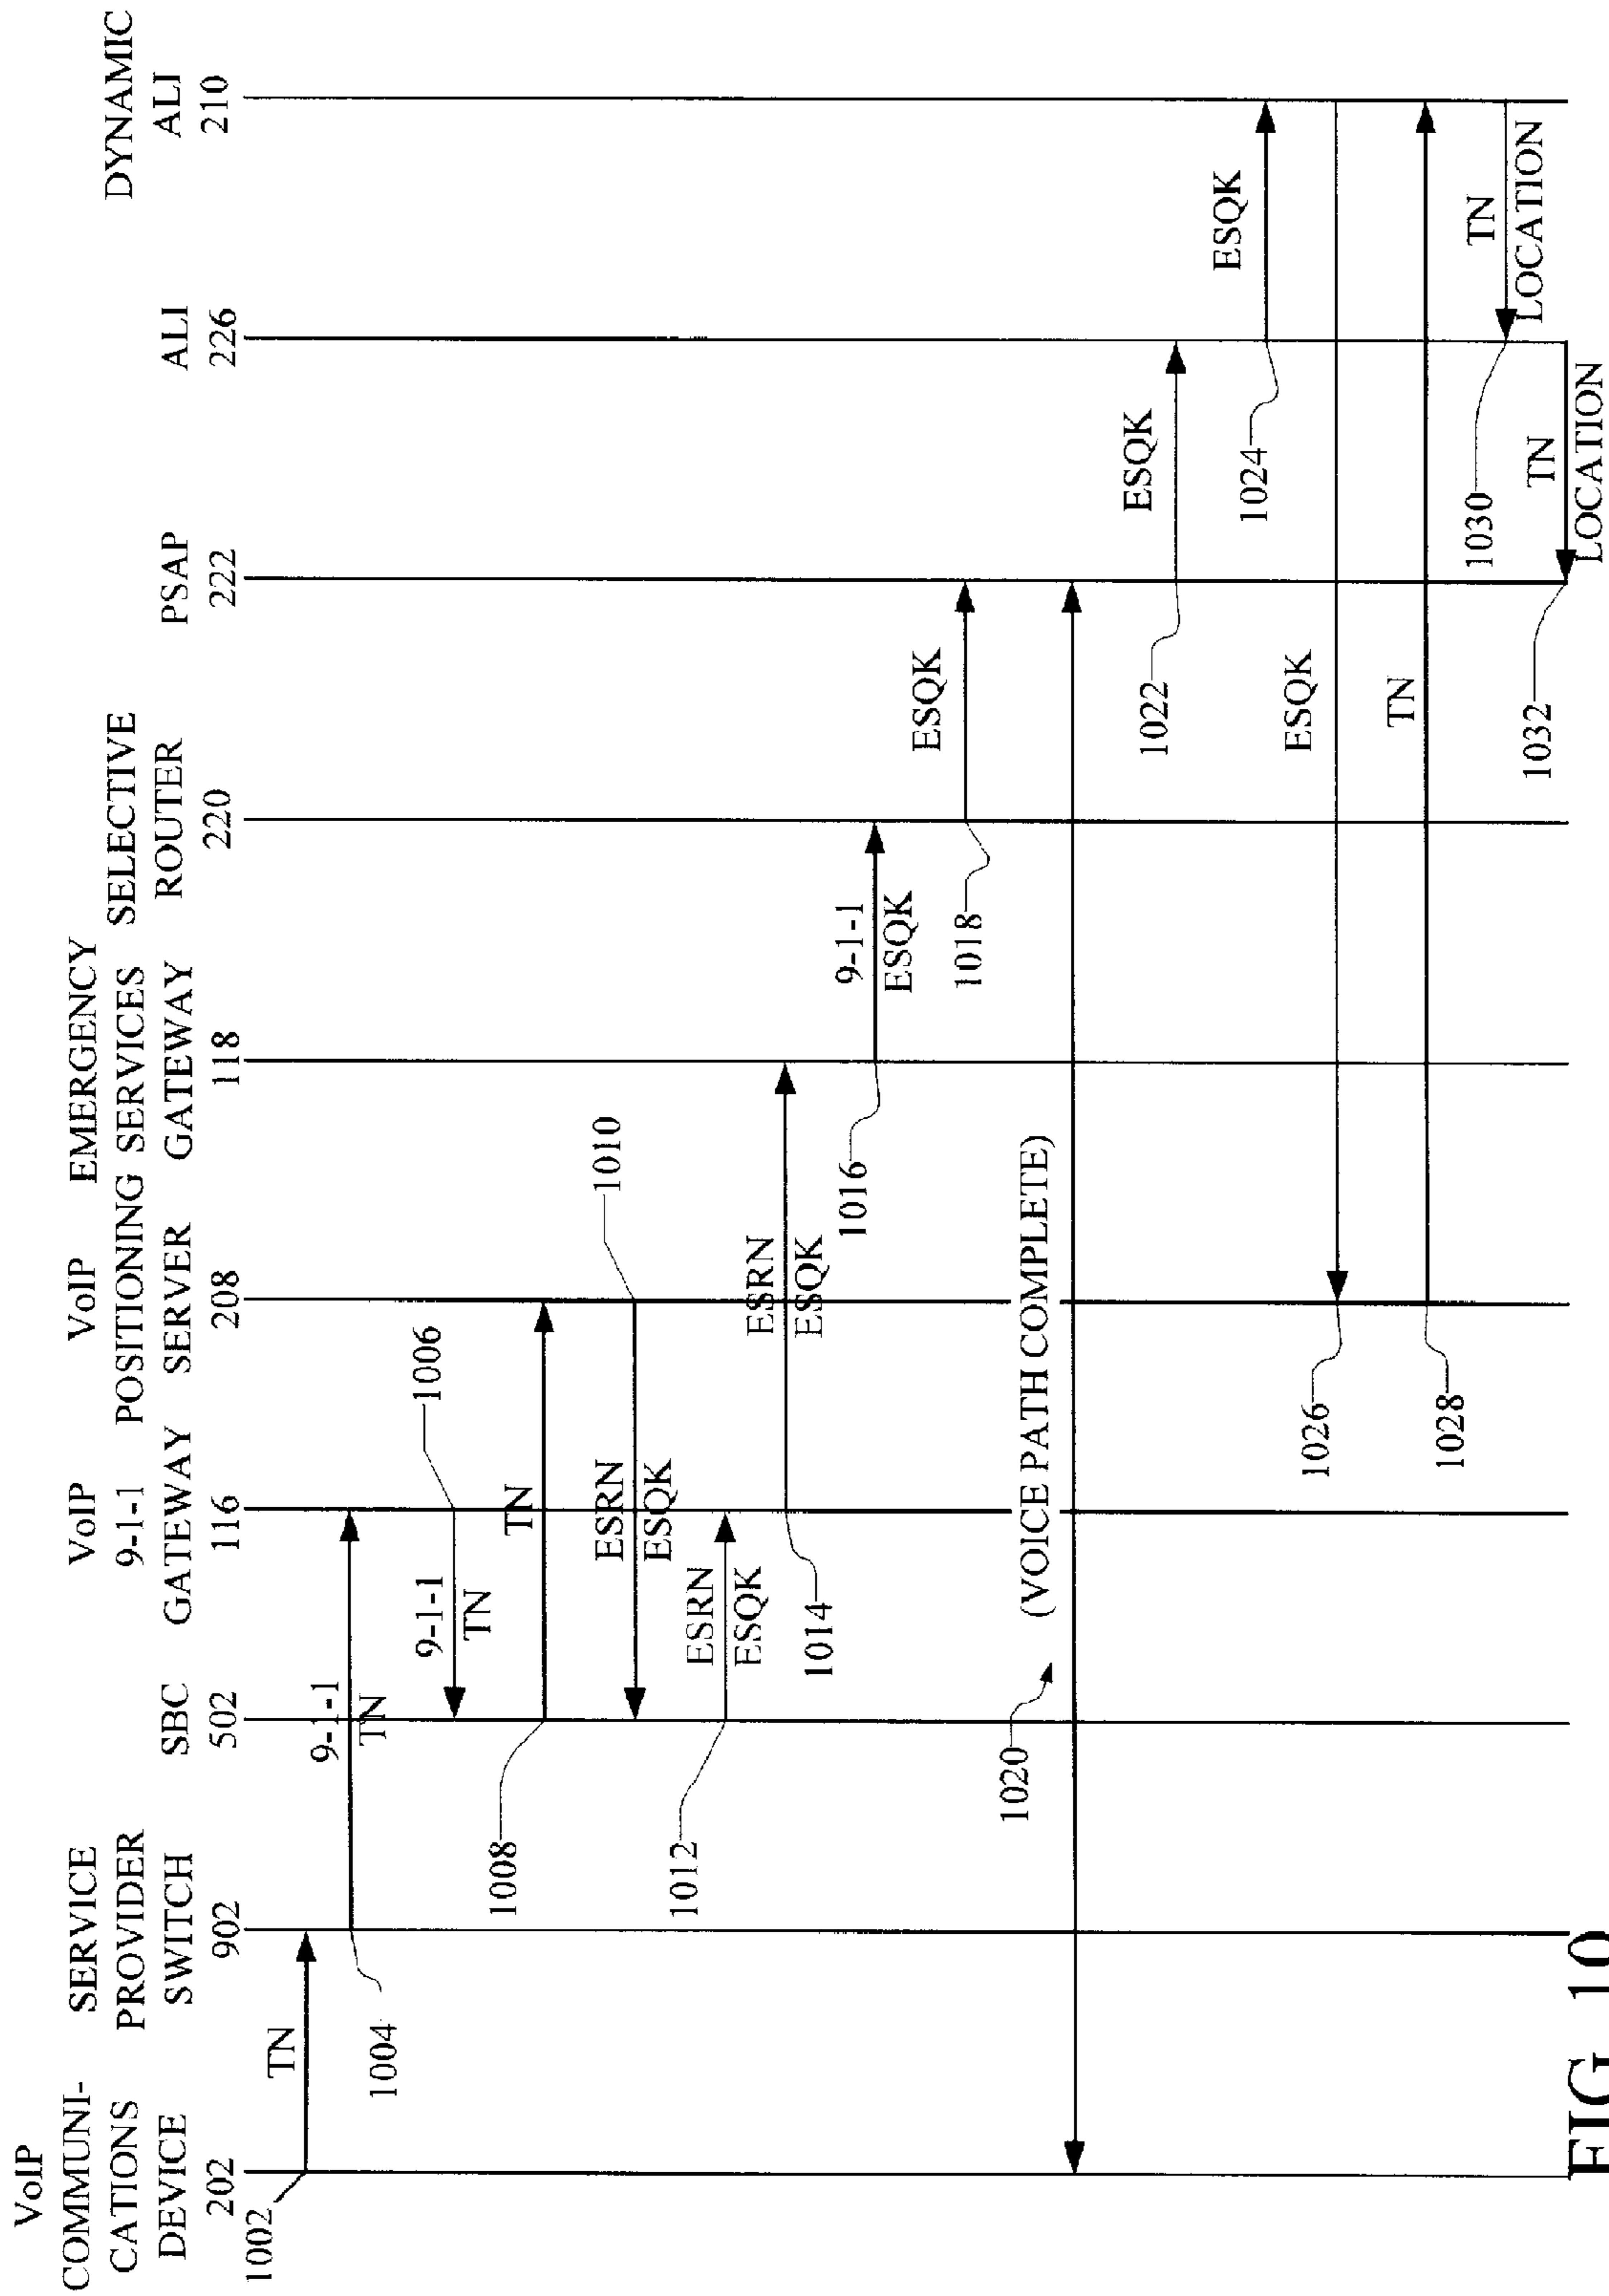 VoIP
COMMUNI-
CATIONS
DEVICE
202
SERVICE
PROVIDER
SWITCH
902
SBC
502
VoIP
9-1-1
GATEWAY
116
VoIP
POSITIONING
SERVER
208
EMERGENCY
SERVICES
GATEWAY
118
SELECTIVE
ROUTER
220
PSAP
222
ALI
226
DYNAMIC
ALI
210
1002
TN
1004
9-1-1
TN
1006
9-1-1
TN
1008
TN
1010
ESRN
ESQK
1012
ESRN
ESQK
1014
ESRN
ESQK
1016
9-1-1
ESQK
1018
ESQK
1020
(VOICE PATH COMPLETE)
1022
ESQK
1024
ESQK
1026
ESQK
1028
TN
1030
TN
LOCATION
1032
TN
LOCATION
FIG. 10